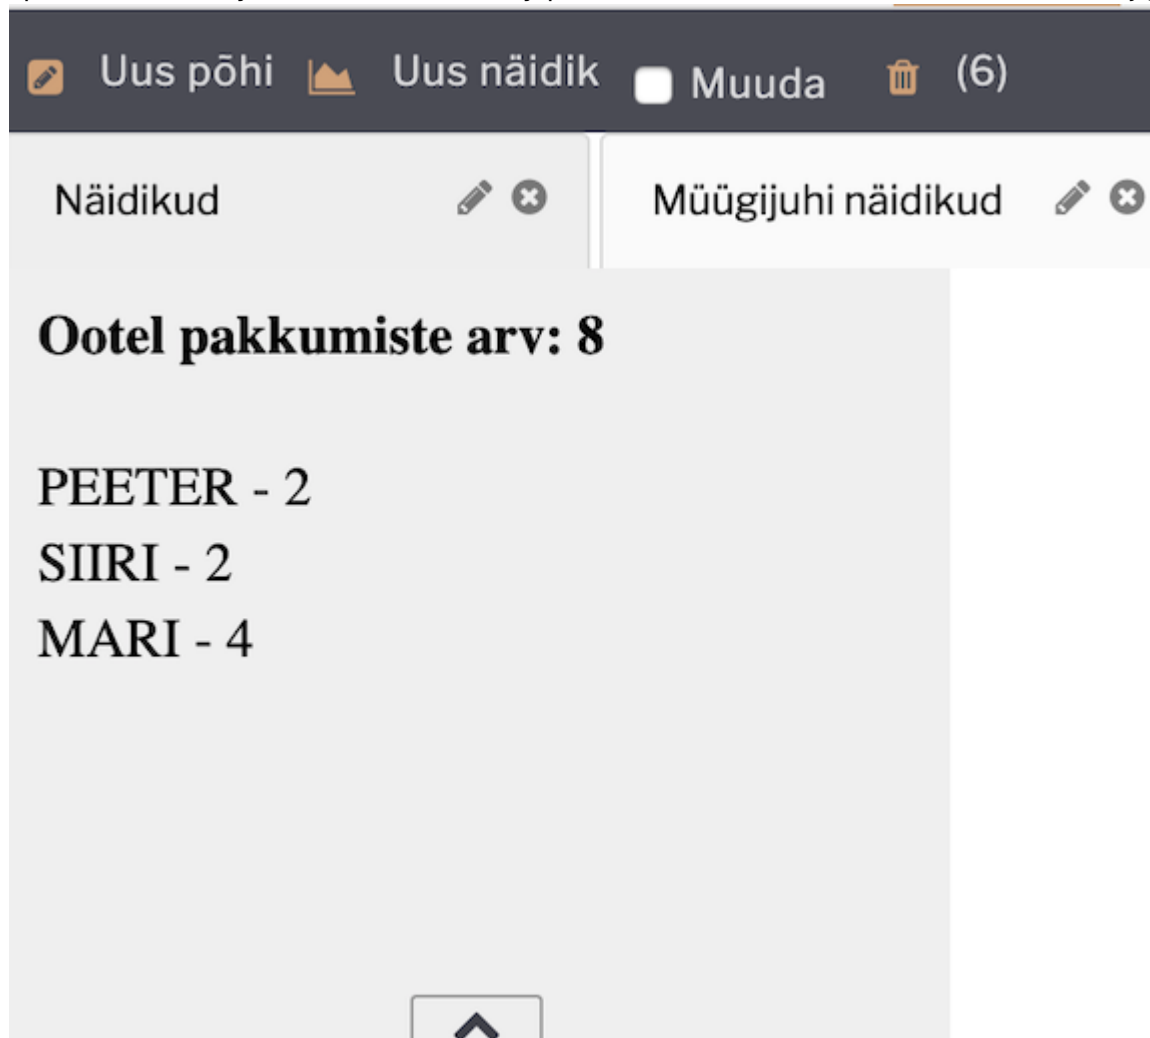 Uus põhi Uus näidik Muuda (6)
Näidikud Müügijuhi näidikud
Ootel pakkumiste arv: 8
PEETER - 2
SIIRI - 2
MARI - 4